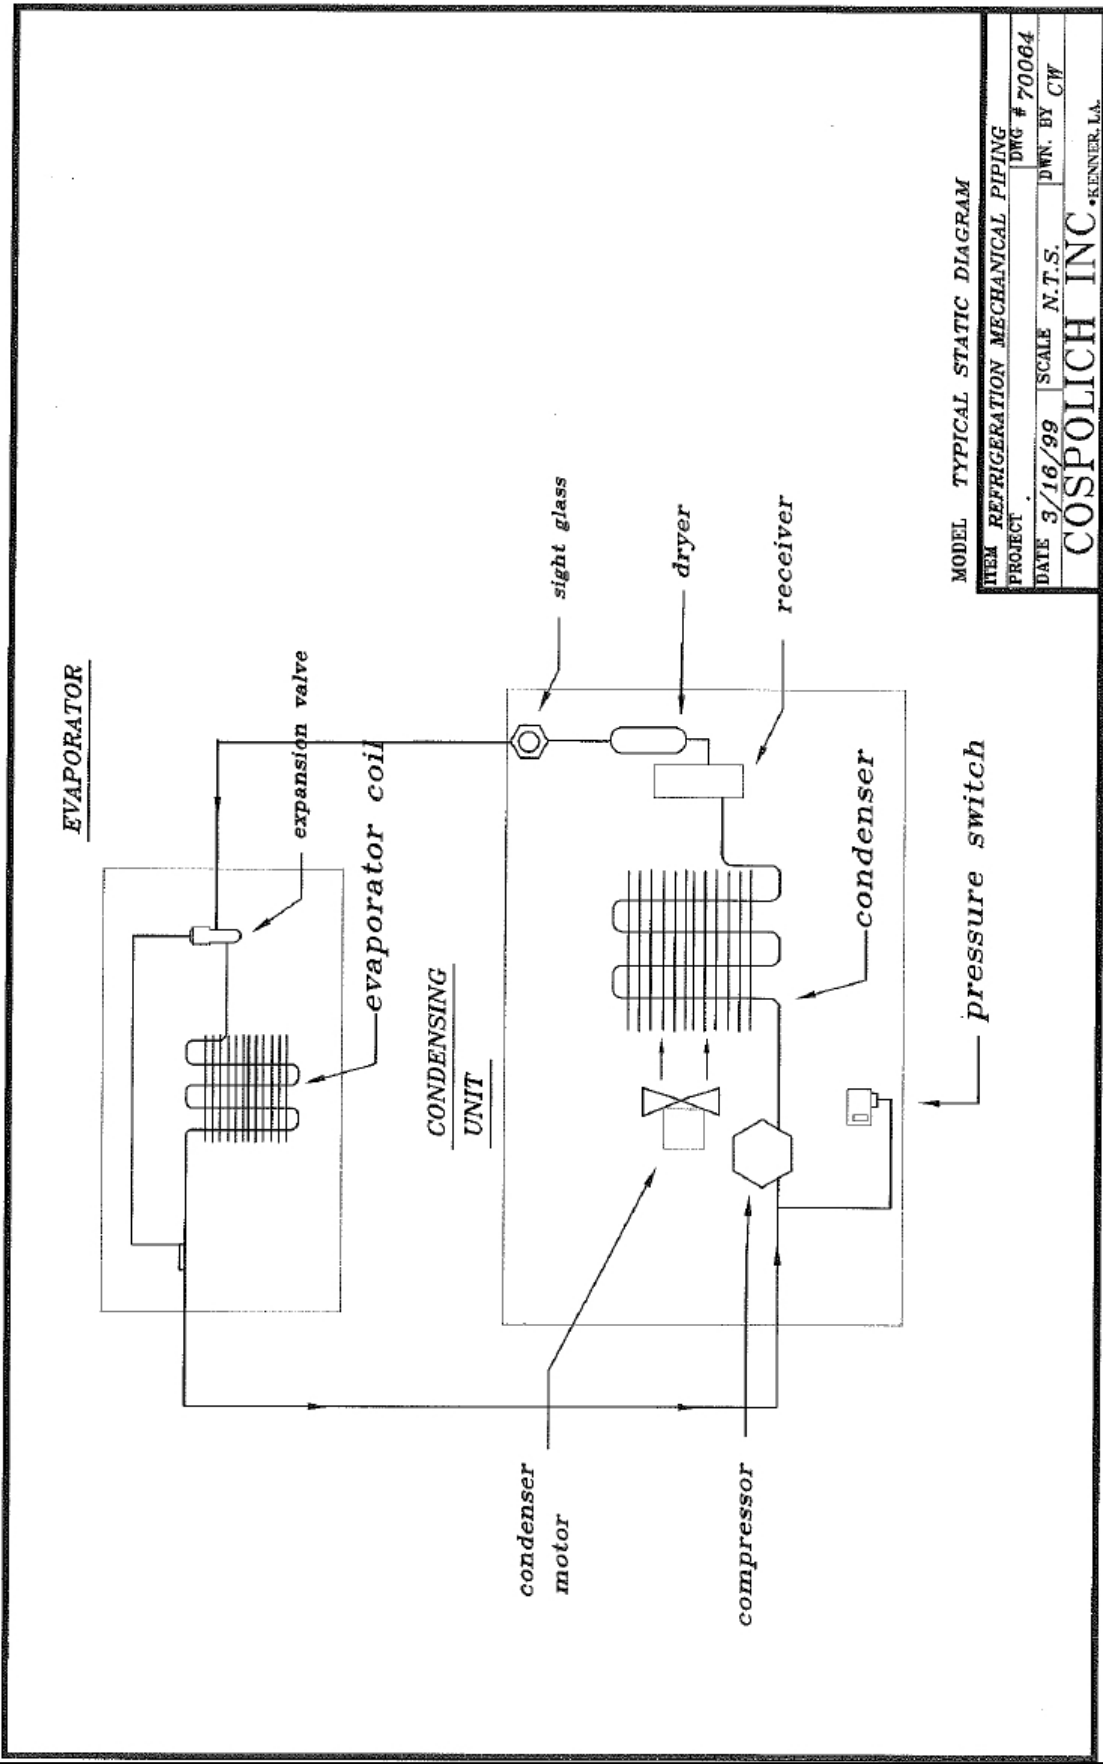 EVAPORATOR
expansion valve
evaporator coil
CONDENSING
UNIT
sight glass
dryer
receiver
condenser
pressure switch
condenser
motor
compressor
MODEL TYPICAL STATIC DIAGRAM
ITEM REFRIGERATION MECHANICAL PIPING
PROJECT . DWG # 70064
DATE 3/16/99 SCALE N.T.S. DWN. BY CW
COSPOLICH INC. •KENNER, LA.